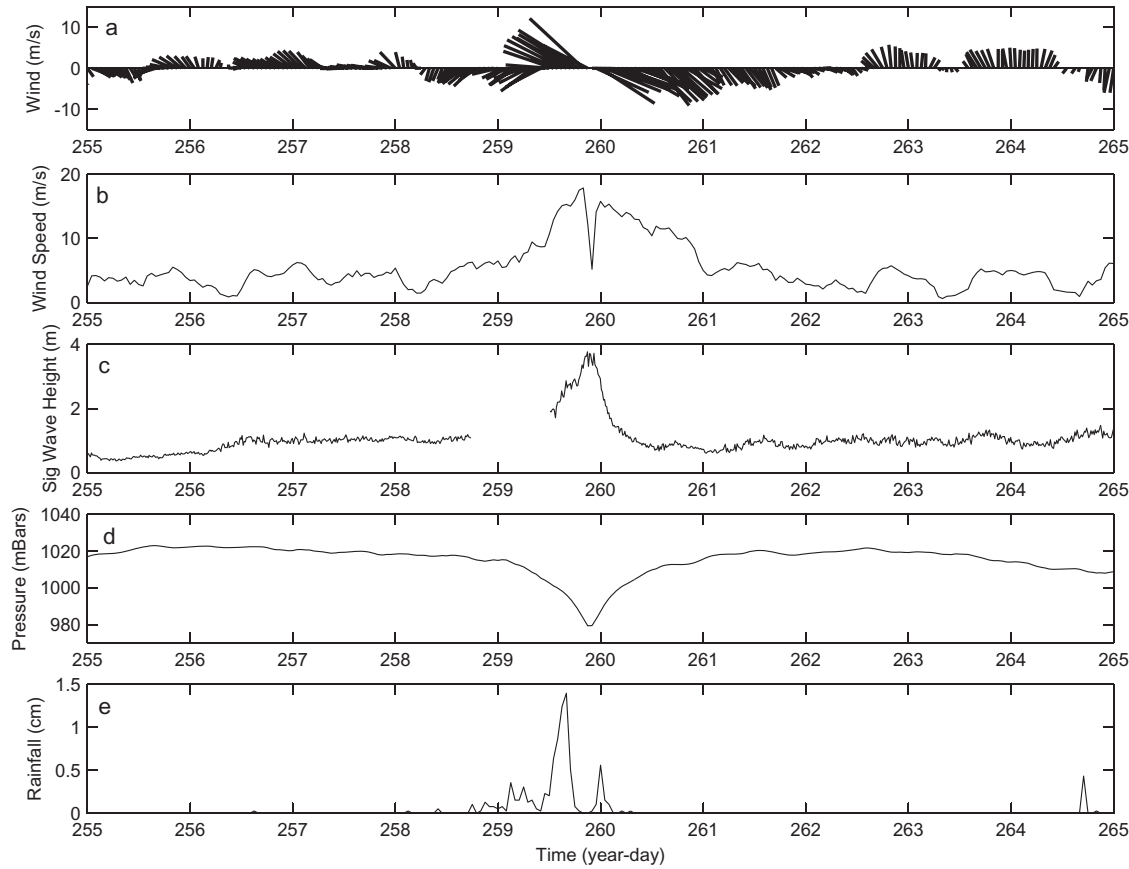 a
Wind (m/s)
10
0
-10
255 256 257 258 259 260 261 262 263 264 265
b
Wind Speed (m/s)
20
10
0
255 256 257 258 259 260 261 262 263 264 265
c
Sig Wave Height (m)
4
2
0
255 256 257 258 259 260 261 262 263 264 265
d
Pressure (mBars)
1040
1020
1000
980
255 256 257 258 259 260 261 262 263 264 265
e
Rainfall (cm)
1.5
1
0.5
0
255 256 257 258 259 260 261 262 263 264 265
Time (year-day)